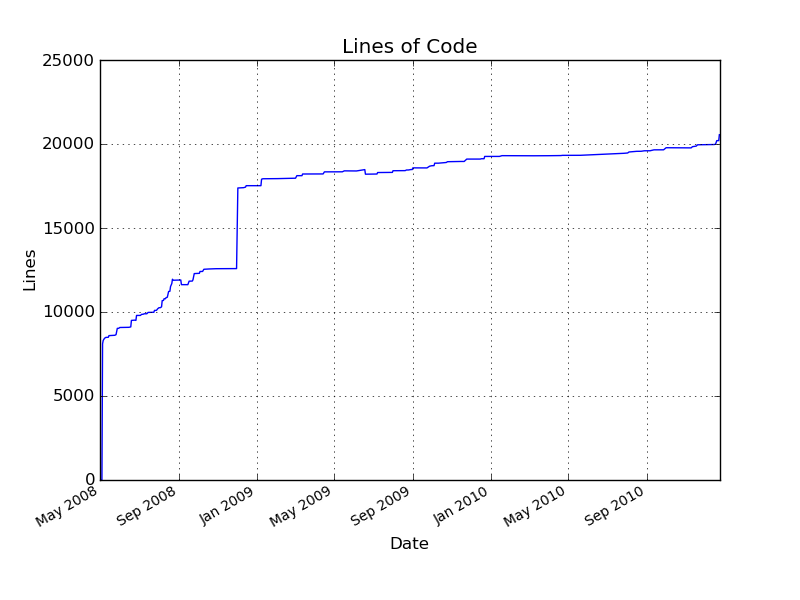 Lines of Code
25000
20000
15000
10000
5000
0
Lines
May 2008
Sep 2008
Jan 2009
May 2009
Sep 2009
Jan 2010
May 2010
Sep 2010
Date